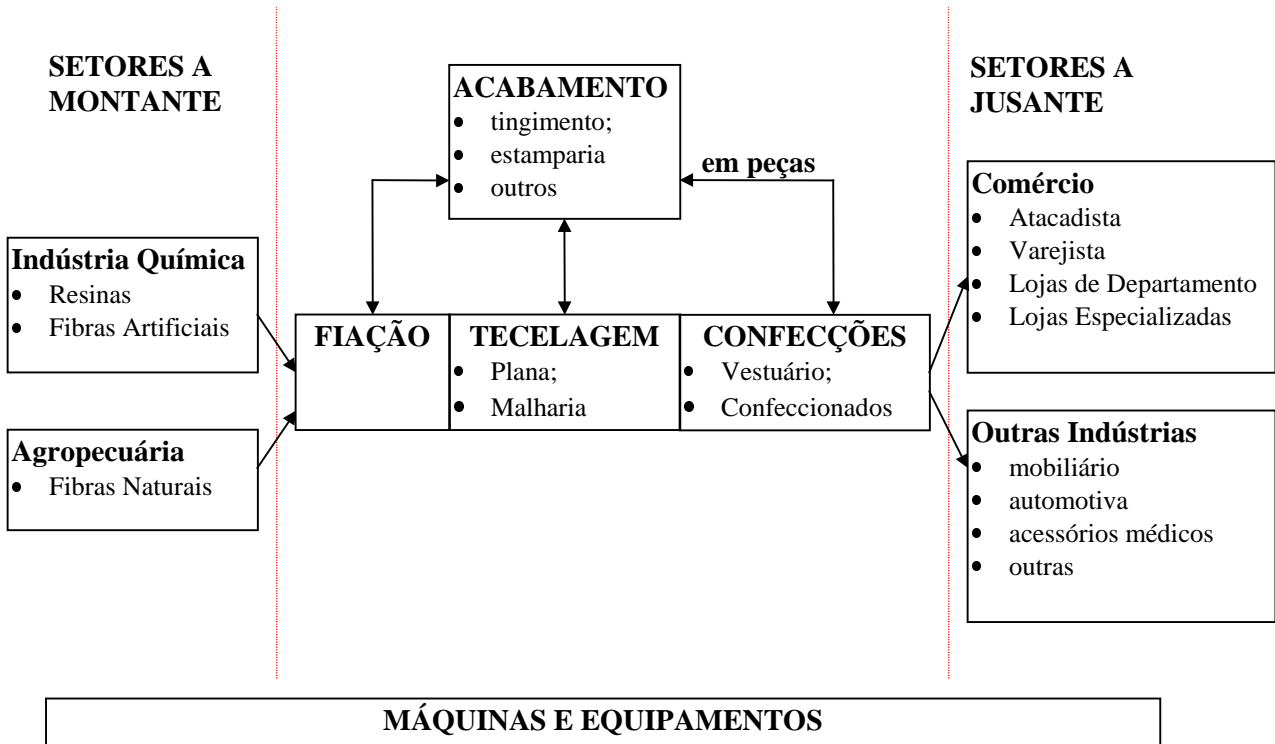 SETORES A
MONTANTE
ACABAMENTO
• tingimento;
• estamparia
• outros
em peças
SETORES A
JUSANTE
Indústria Química
• Resinas
• Fibras Artificiais
Agropecuária
• Fibras Naturais
FIAÇÃO
TECELAGEM
• Plana;
• Malharia
CONFECÇÕES
• Vestuário;
• Confeccionados
Comércio
• Atacadista
• Varejista
• Lojas de Departamento
• Lojas Especializadas
Outras Indústrias
• mobiliário
• automotiva
• acessórios médicos
• outras
MÁQUINAS E EQUIPAMENTOS